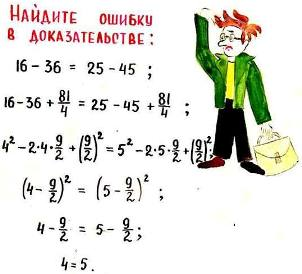 НАЙДИТЕ ОШИБКУ
В ДОКАЗАТЕЛЬСТВЕ:
16 - 36 = 25 - 45 ;
16 - 36 + 81/4 = 25 - 45 + 81/4 ;
4² - 2·4·9/2 + (9/2)² = 5² - 2·5·9/2 + (9/2)² ;
(4 - 9/2)² = (5 - 9/2)² ;
4 - 9/2 = 5 - 9/2 ;
4 = 5 .